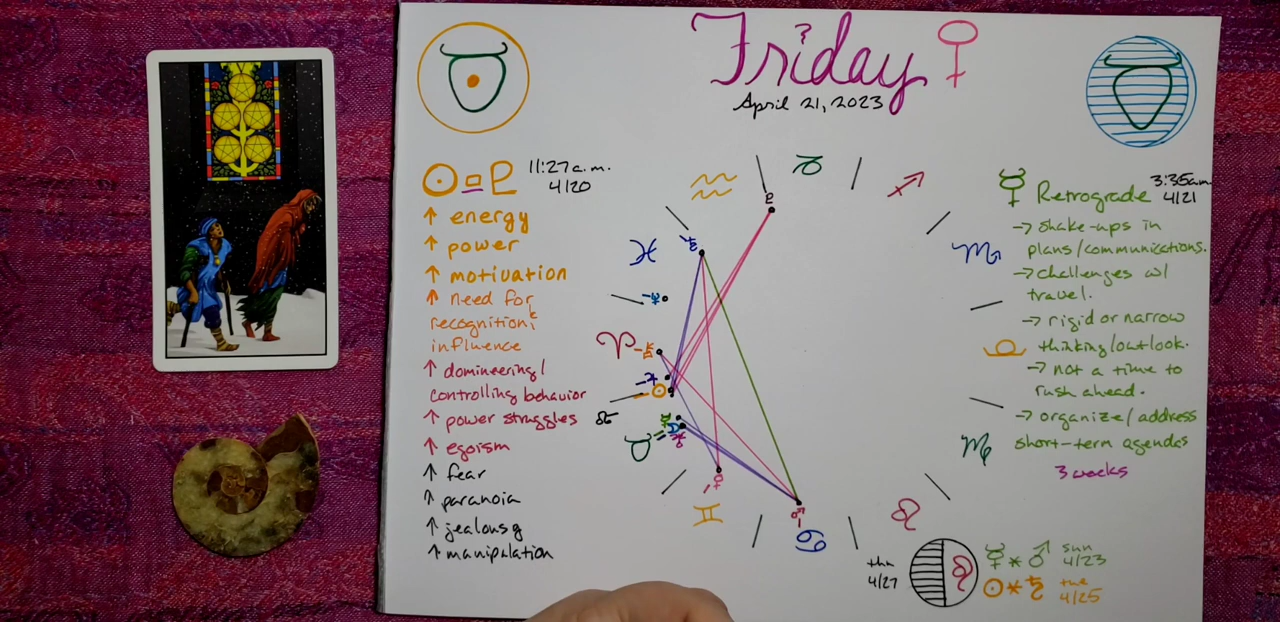 Friday ♀
April 21, 2023
☉ □ ♇ 11:27 a.m.
4/20
↑ energy
↑ power
↑ motivation
↑ need for
recognition &
influence
↑ domineering/
controlling behavior
↑ power struggles
↑ egoism
↑ fear
↑ paranoia
↑ jealousy
↑ manipulation
♒ ♑ ♐
♓ ♏
♈
♉ ♍
♊ ♋ ♌
☿ Retrograde 3:35am
4/21
→ shake-ups in
plans/communications.
→ challenges w/
travel.
→ rigid or narrow
♎ thinking/outlook.
→ not a time to
rush ahead.
→ organize/address
short-term agendas
3 weeks
thu
4/27
♌
☿ ⚹ ♂ sun
4/23
☉ ⚹ ♄ tue
4/25